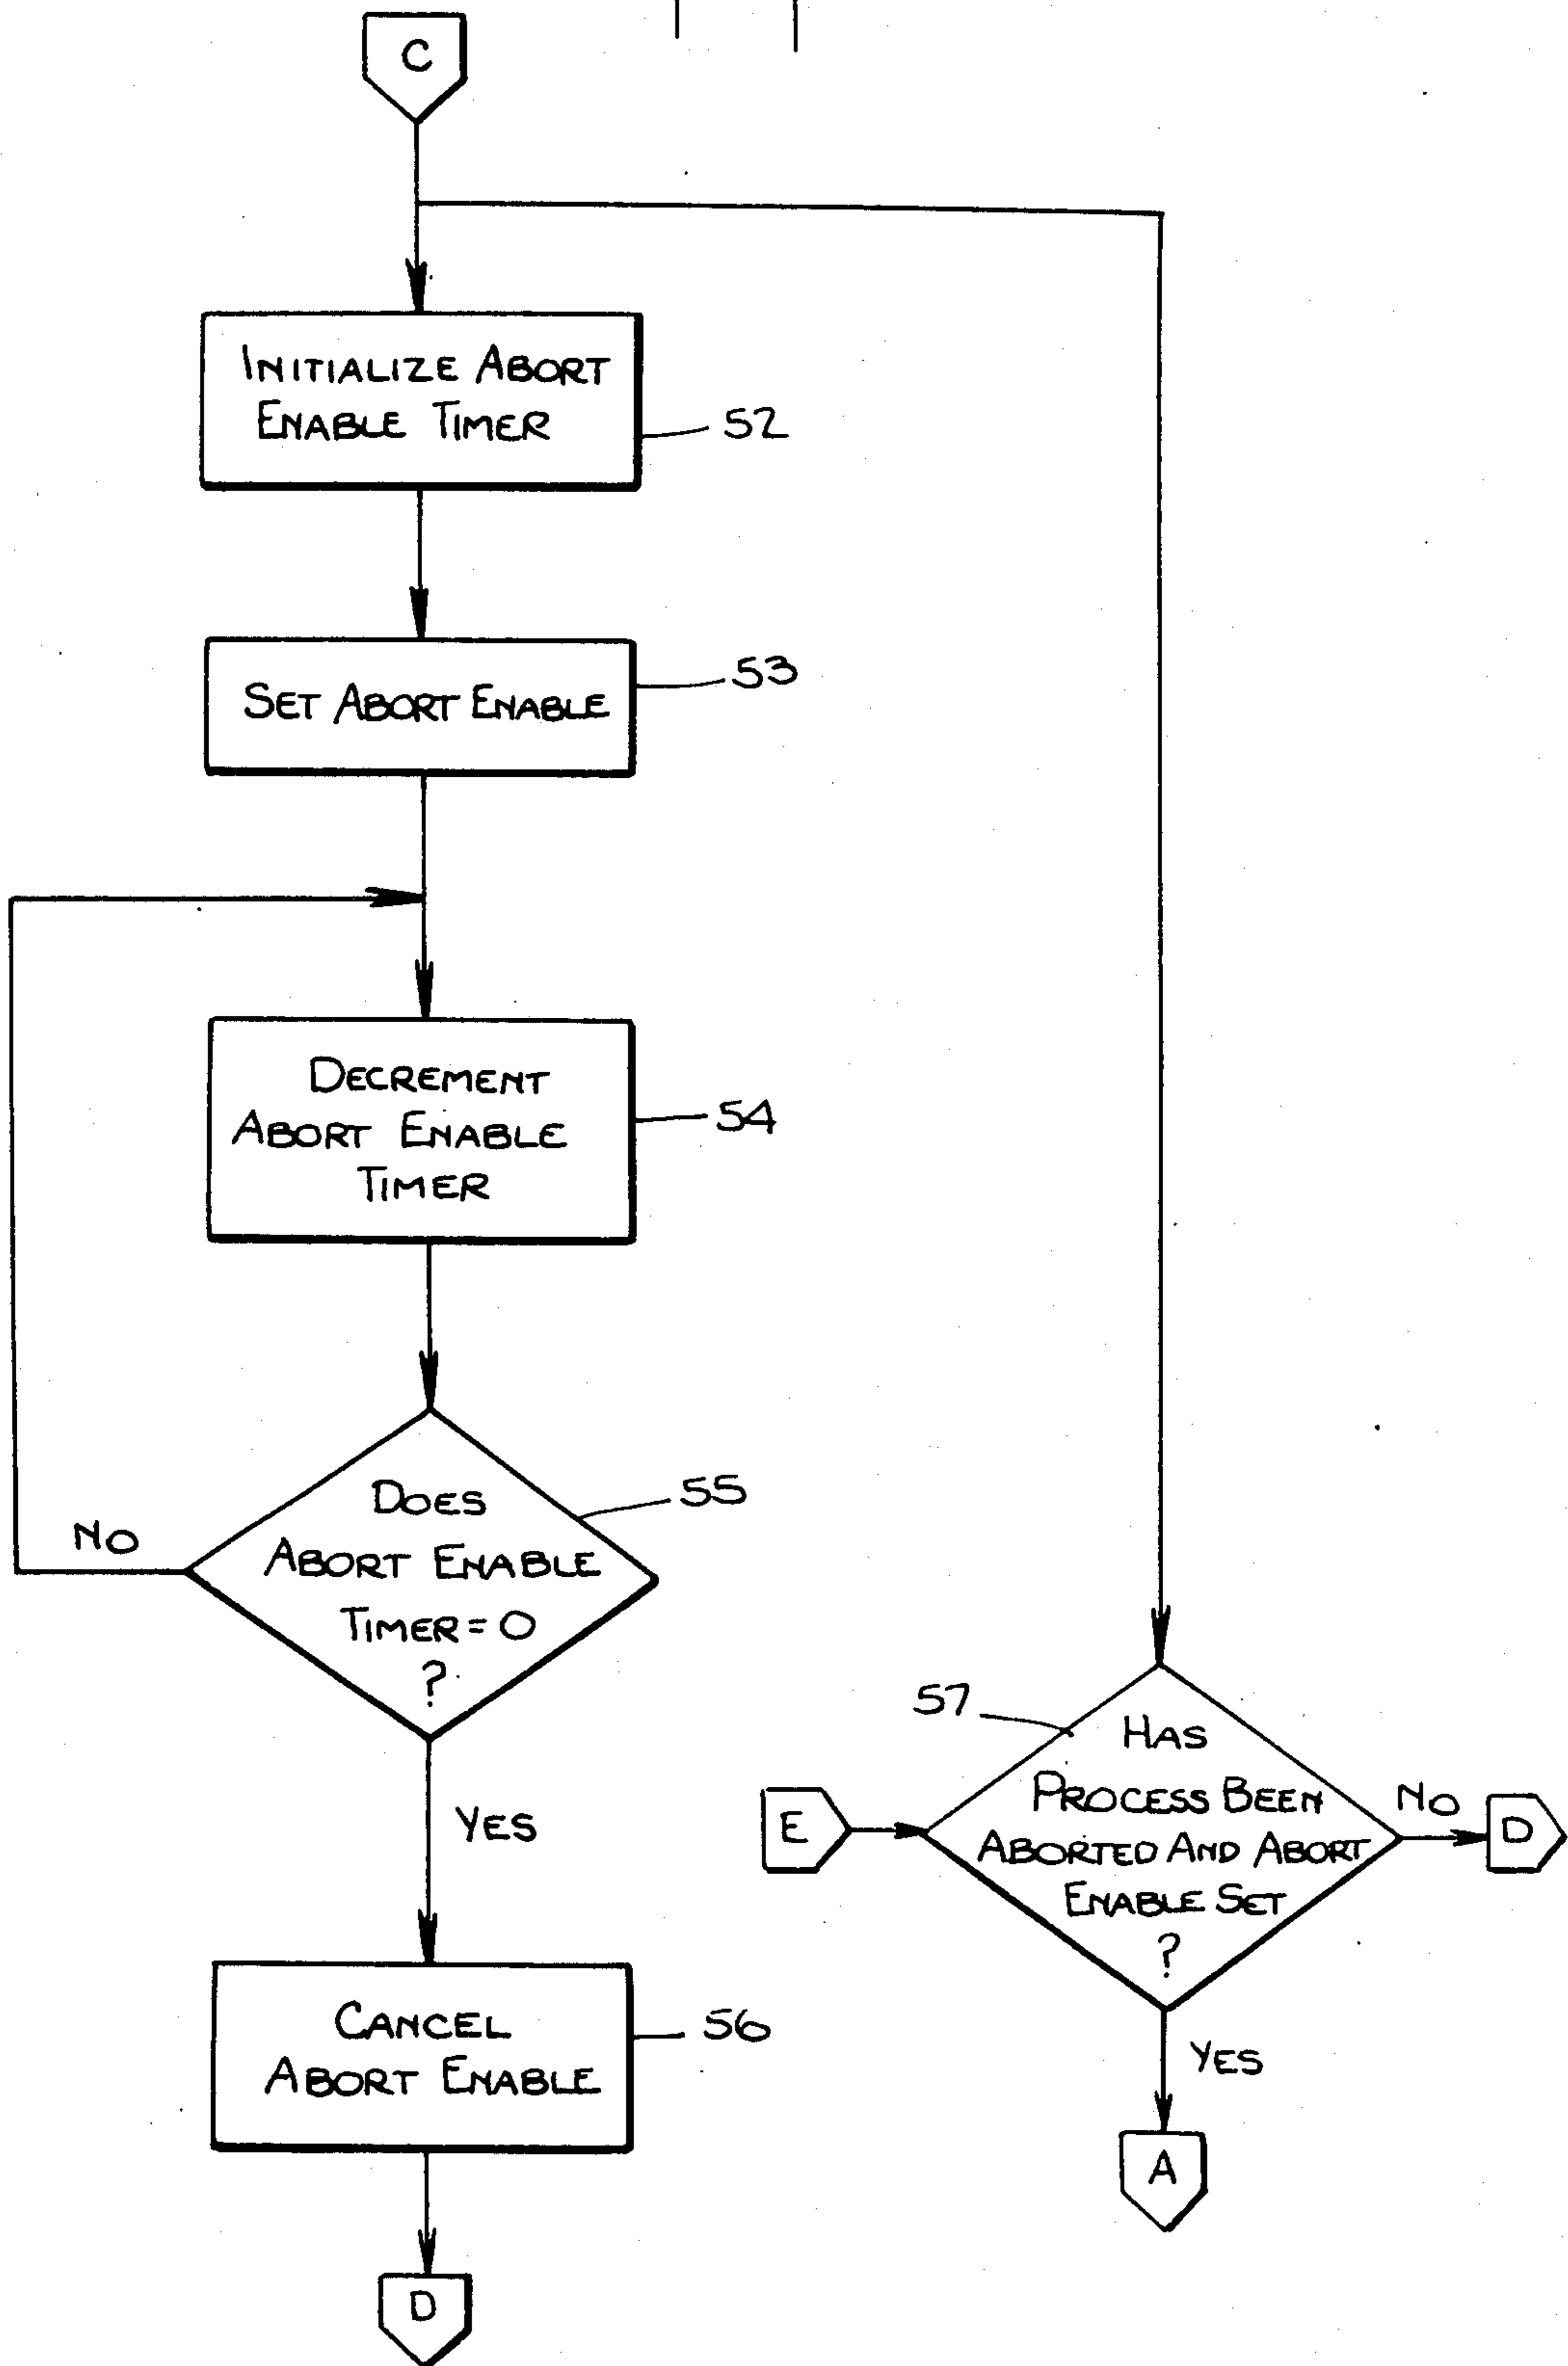 C
INITIALIZE ABORT
ENABLE TIMER
52
SET ABORT ENABLE
53
DECREMENT
ABORT ENABLE
TIMER
54
DOES
ABORT ENABLE
TIMER = 0
?
55
NO
YES
CANCEL
ABORT ENABLE
56
D
57
HAS
PROCESS BEEN
ABORTED AND ABORT
ENABLE SET
?
E
NO
D
YES
A